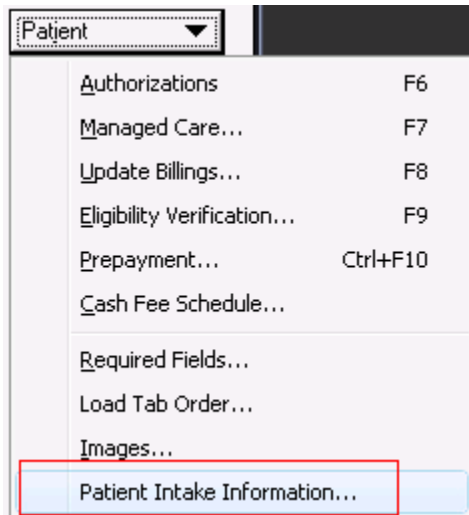 Patient
Authorizations F6
Managed Care... F7
Update Billings... F8
Eligibility Verification... F9
Prepayment... Ctrl+F10
Cash Fee Schedule...
Required Fields...
Load Tab Order...
Images...
Patient Intake Information...